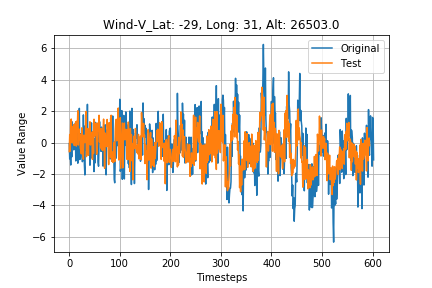 Wind-V_Lat: -29, Long: 31, Alt: 26503.0
Original
Test
Value Range
6
4
2
0
−2
−4
−6
0 100 200 300 400 500 600
Timesteps